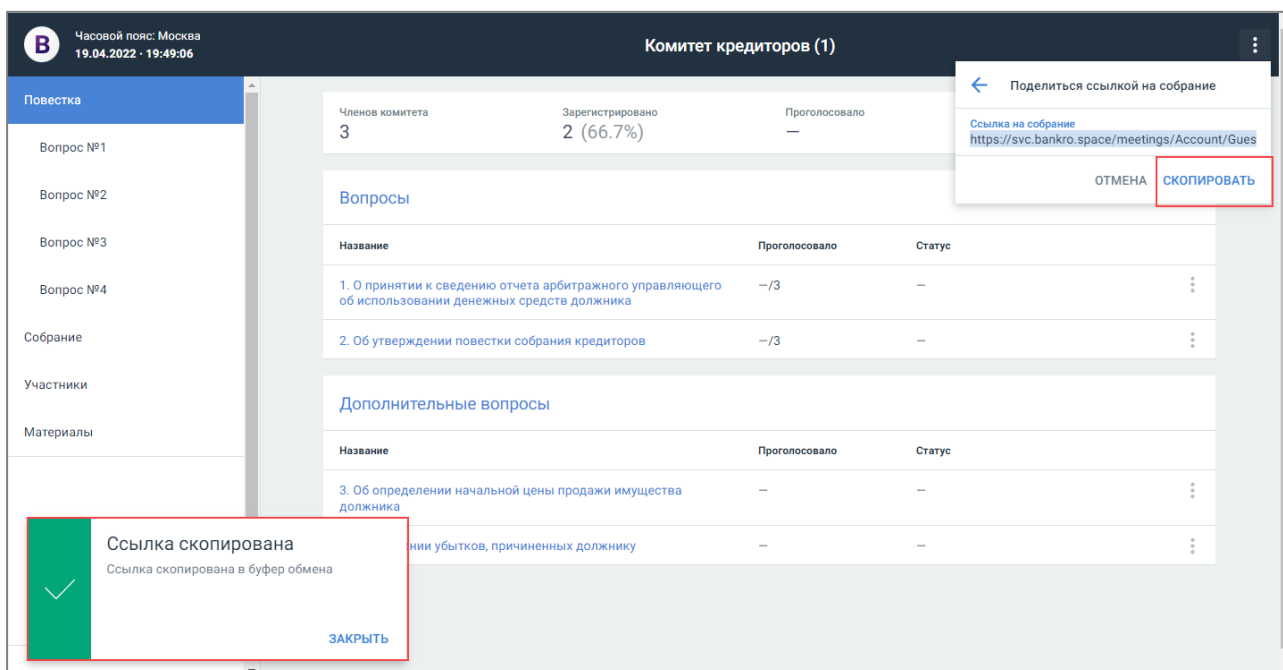 B
Часовой пояс: Москва
19.04.2022 · 19:49:06
Комитет кредиторов (1)
Повестка
Вопрос №1
Вопрос №2
Вопрос №3
Вопрос №4
Собрание
Участники
Материалы
Членов комитета
3
Зарегистрировано
2 (66.7%)
Проголосовало
—
Поделиться ссылкой на собрание
Ссылка на собрание
https://svc.bankro.space/meetings/Account/Gues
ОТМЕНА СКОПИРОВАТЬ
Вопросы
Название Проголосовало Статус
1. О принятии к сведению отчета арбитражного управляющего —/3 —
об использовании денежных средств должника
2. Об утверждении повестки собрания кредиторов —/3 —
Дополнительные вопросы
Название Проголосовало Статус
3. Об определении начальной цены продажи имущества — —
должника
нии убытков, причиненных должнику — —
Ссылка скопирована
Ссылка скопирована в буфер обмена
ЗАКРЫТЬ